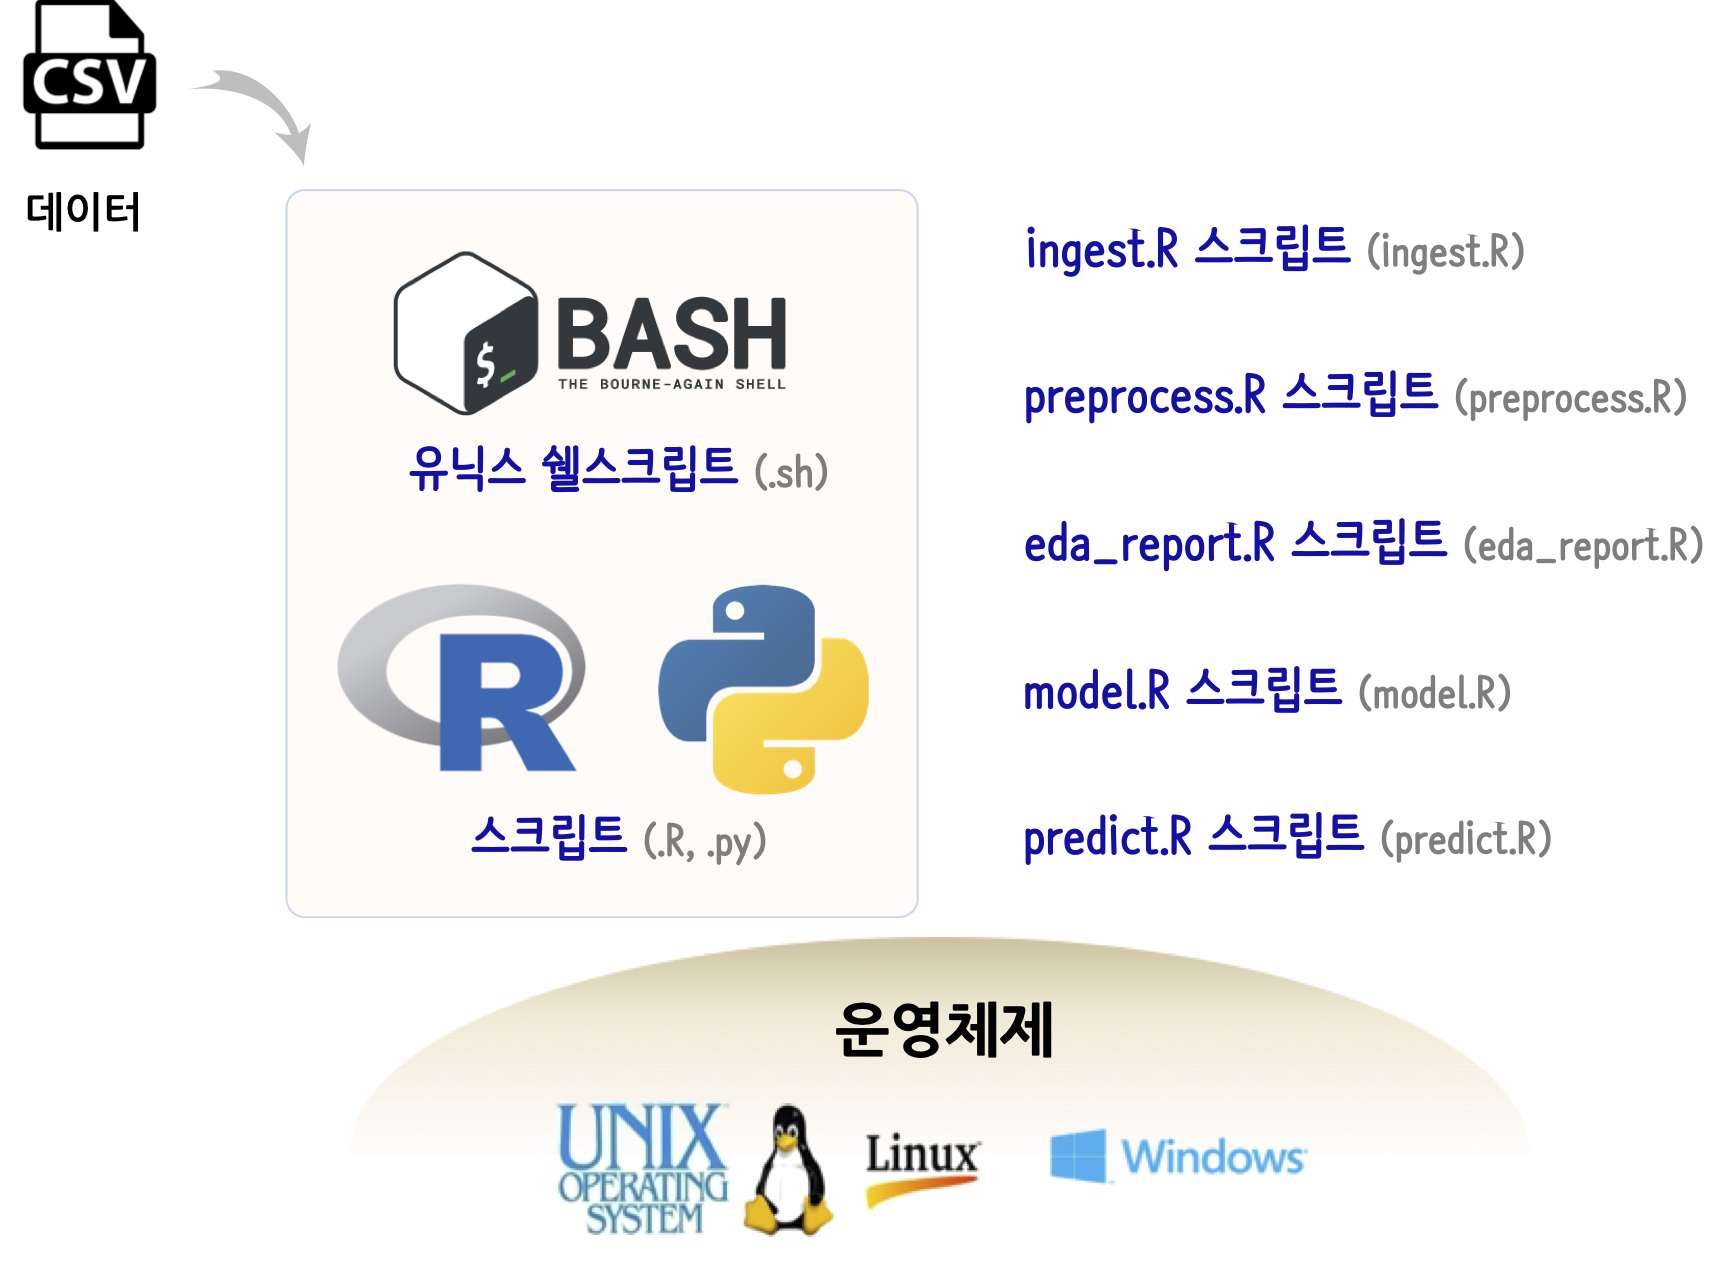 CSV
데이터
$_
BASH
THE BOURNE-AGAIN SHELL
유닉스 쉘스크립트 (.sh)
R
스크립트 (.R, .py)
ingest.R 스크립트 (ingest.R)
preprocess.R 스크립트 (preprocess.R)
eda_report.R 스크립트 (eda_report.R)
model.R 스크립트 (model.R)
predict.R 스크립트 (predict.R)
운영체제
UNIX
OPERATING
SYSTEM
Linux
Windows